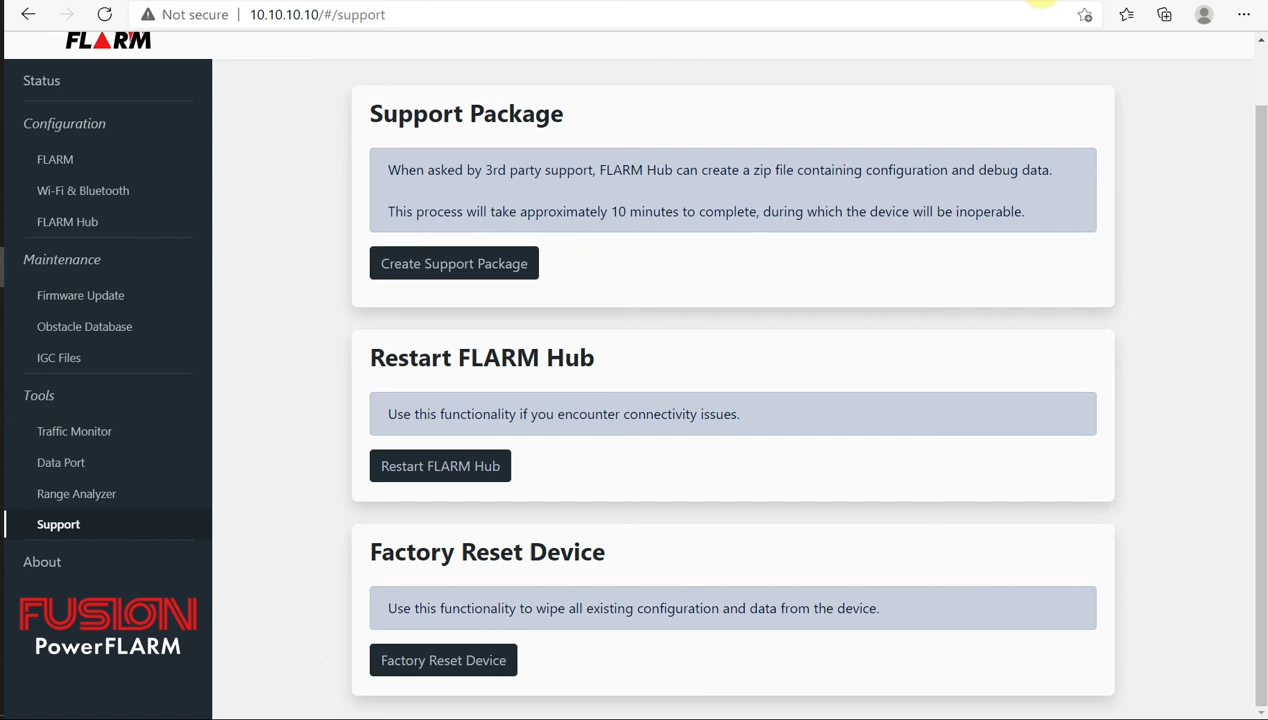 Not secure
10.10.10.10/#/support
FLARM
Status
Configuration
FLARM
Wi-Fi & Bluetooth
FLARM Hub
Maintenance
Firmware Update
Obstacle Database
IGC Files
Tools
Traffic Monitor
Data Port
Range Analyzer
Support
About
FUSION
PowerFLARM
Support Package
When asked by 3rd party support, FLARM Hub can create a zip file containing configuration and debug data.
This process will take approximately 10 minutes to complete, during which the device will be inoperable.
Create Support Package
Restart FLARM Hub
Use this functionality if you encounter connectivity issues.
Restart FLARM Hub
Factory Reset Device
Use this functionality to wipe all existing configuration and data from the device.
Factory Reset Device